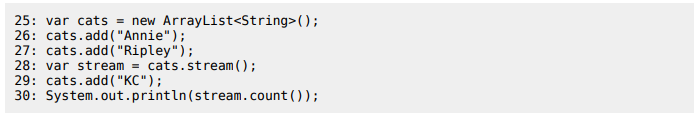 25: var cats = new ArrayList<String>();
26: cats.add("Annie");
27: cats.add("Ripley");
28: var stream = cats.stream();
29: cats.add("KC");
30: System.out.println(stream.count());